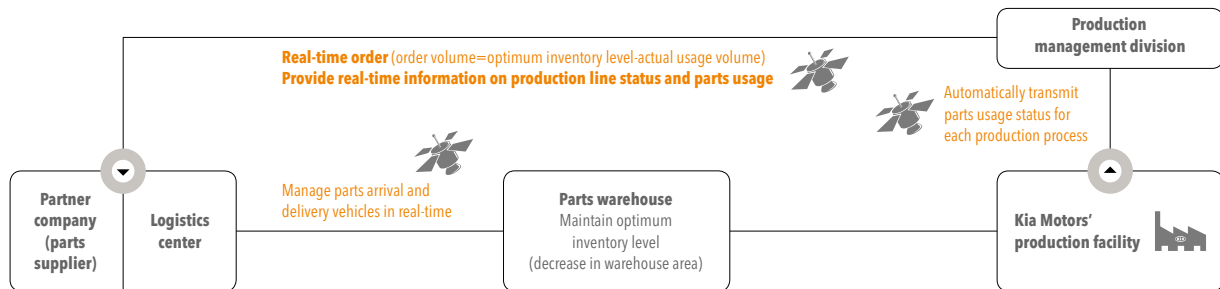 Production
management division
Real-time order (order volume=optimum inventory level-actual usage volume)
Provide real-time information on production line status and parts usage
Automatically transmit
parts usage status for
each production process
Manage parts arrival and
delivery vehicles in real-time
Partner
company
(parts
supplier)
Logistics
center
Parts warehouse
Maintain optimum
inventory level
(decrease in warehouse area)
Kia Motors’
production facility
KIA